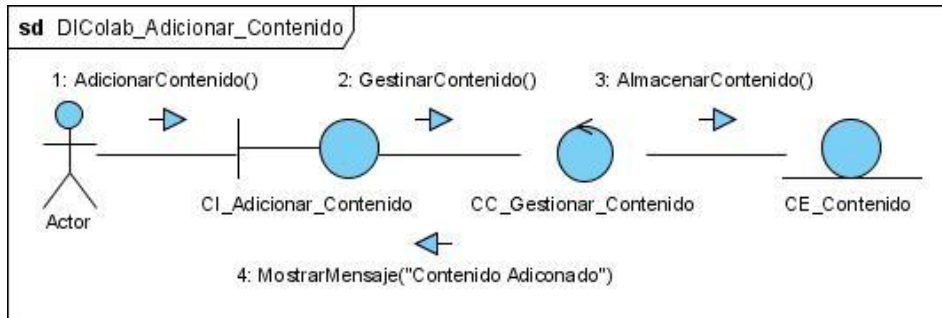 sd DIColab_Adicionar_Contenido
1: AdicionarContenido()
2: GestinarContenido()
3: AlmacenarContenido()
Actor
CI_Adicionar_Contenido
CC_Gestionar_Contenido
CE_Contenido
4: MostrarMensaje("Contenido Adiconado")